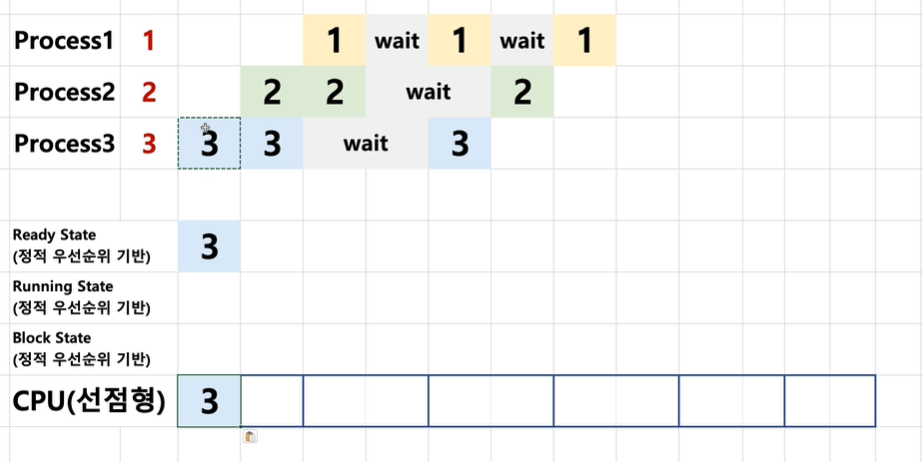 Process1 1 1 wait 1 wait 1
Process2 2 2 2 wait 2
Process3 3 3 3 wait 3
Ready State
(정적 우선순위 기반) 3
Running State
(정적 우선순위 기반)
Block State
(정적 우선순위 기반)
CPU(선점형) 3